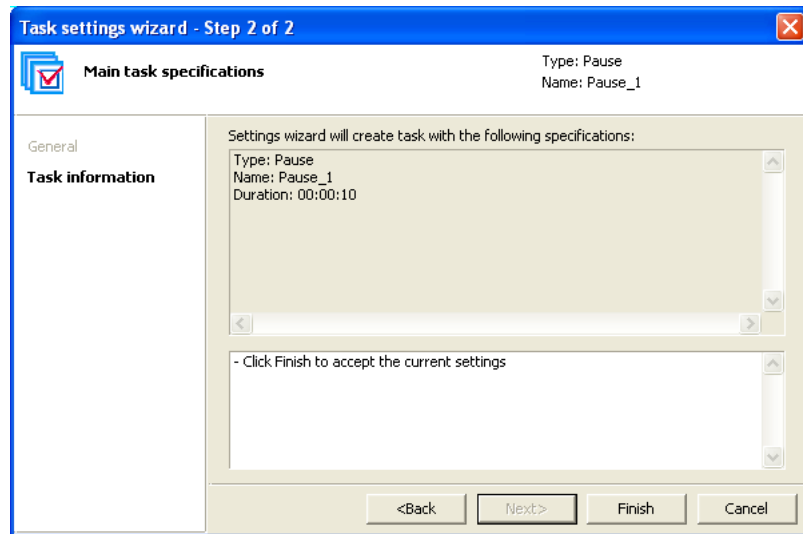 Task settings wizard - Step 2 of 2
Main task specifications
Type: Pause
Name: Pause_1
General
Task information
Settings wizard will create task with the following specifications:
Type: Pause
Name: Pause_1
Duration: 00:00:10
- Click Finish to accept the current settings
<Back
Next>
Finish
Cancel